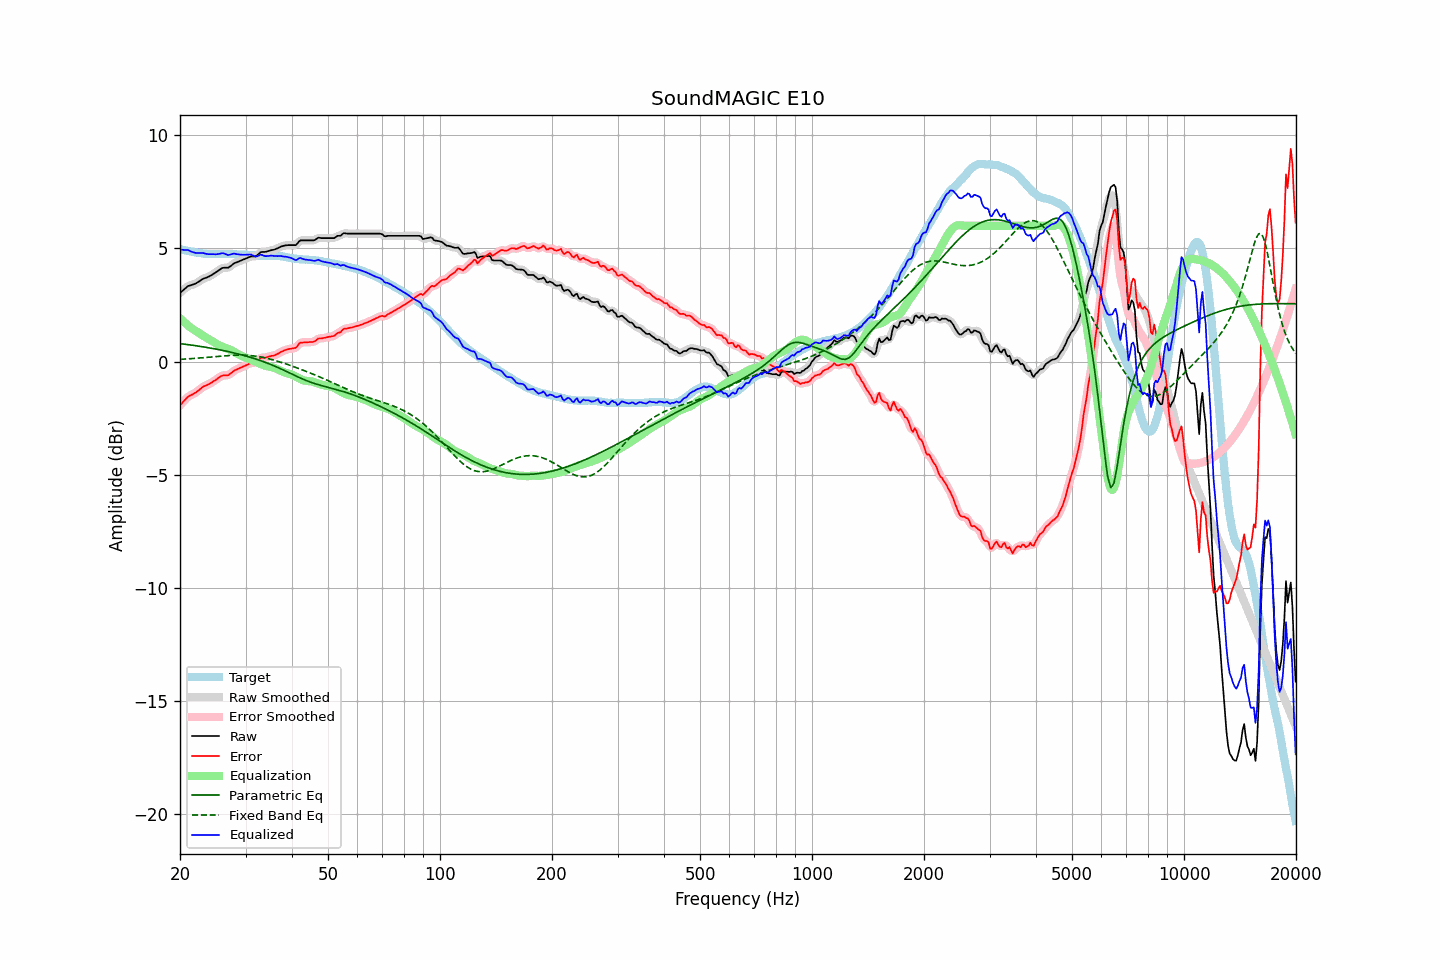 SoundMAGIC E10
Amplitude (dBr)
10
5
0
−5
−10
−15
−20
Target
Raw Smoothed
Error Smoothed
Raw
Error
Equalization
Parametric Eq
Fixed Band Eq
Equalized
20 50 100 200 500 1000 2000 5000 10000 20000
Frequency (Hz)